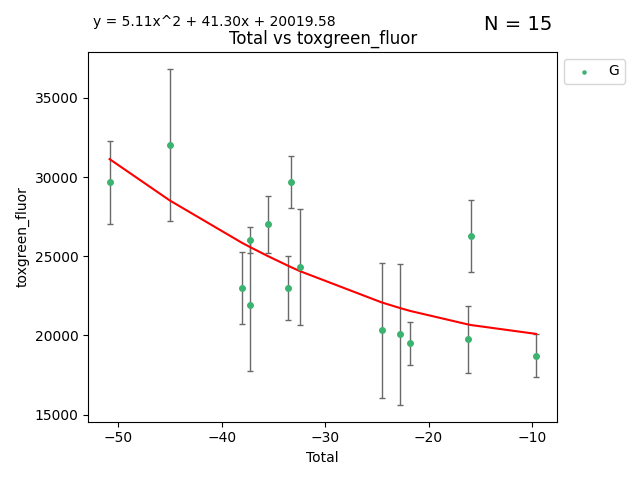 y = 5.11x^2 + 41.30x + 20019.58
N = 15
Total vs toxgreen_fluor
G
35000
30000
25000
20000
15000
toxgreen_fluor
−50
−40
−30
−20
−10
Total